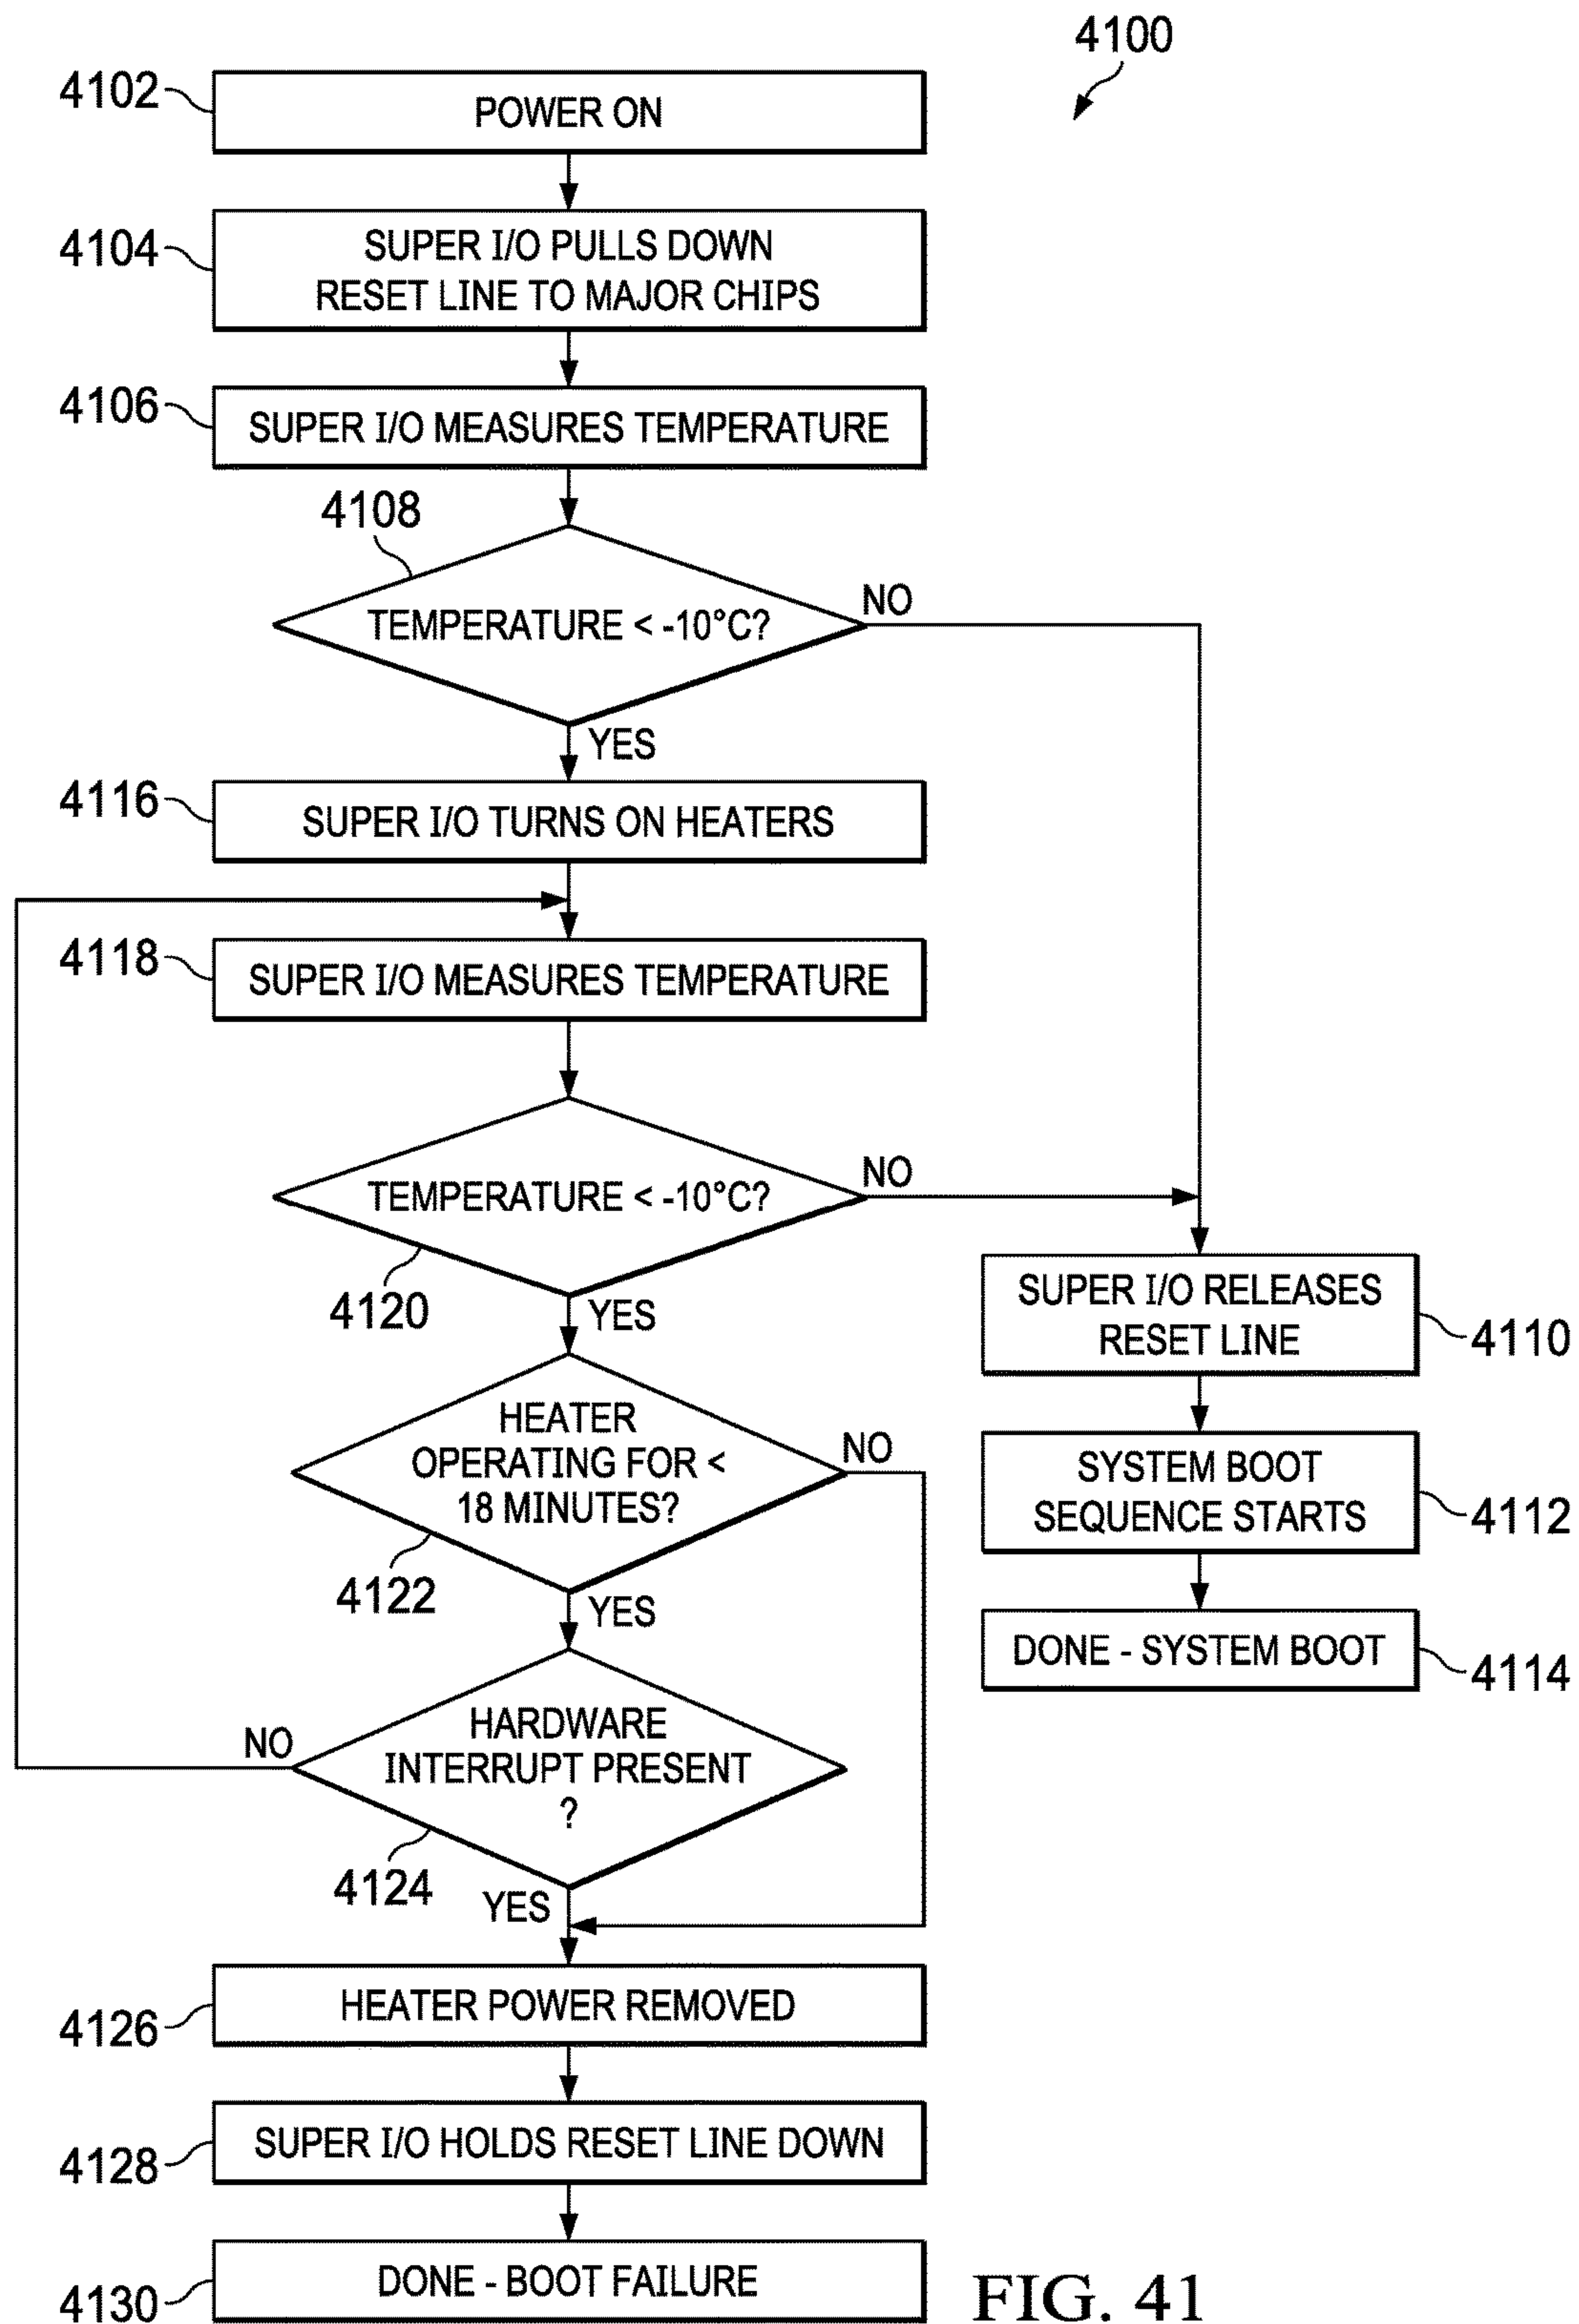 4100
4102
POWER ON
4104
SUPER I/O PULLS DOWN
RESET LINE TO MAJOR CHIPS
4106
SUPER I/O MEASURES TEMPERATURE
4108
TEMPERATURE < -10°C?
NO
YES
4116
SUPER I/O TURNS ON HEATERS
4118
SUPER I/O MEASURES TEMPERATURE
TEMPERATURE < -10°C?
NO
4120
YES
SUPER I/O RELEASES
RESET LINE
4110
HEATER
OPERATING FOR <
18 MINUTES?
NO
4122
YES
SYSTEM BOOT
SEQUENCE STARTS
4112
DONE - SYSTEM BOOT
4114
HARDWARE
INTERRUPT PRESENT
?
NO
4124
YES
HEATER POWER REMOVED
4126
SUPER I/O HOLDS RESET LINE DOWN
4128
DONE - BOOT FAILURE
4130
FIG. 41